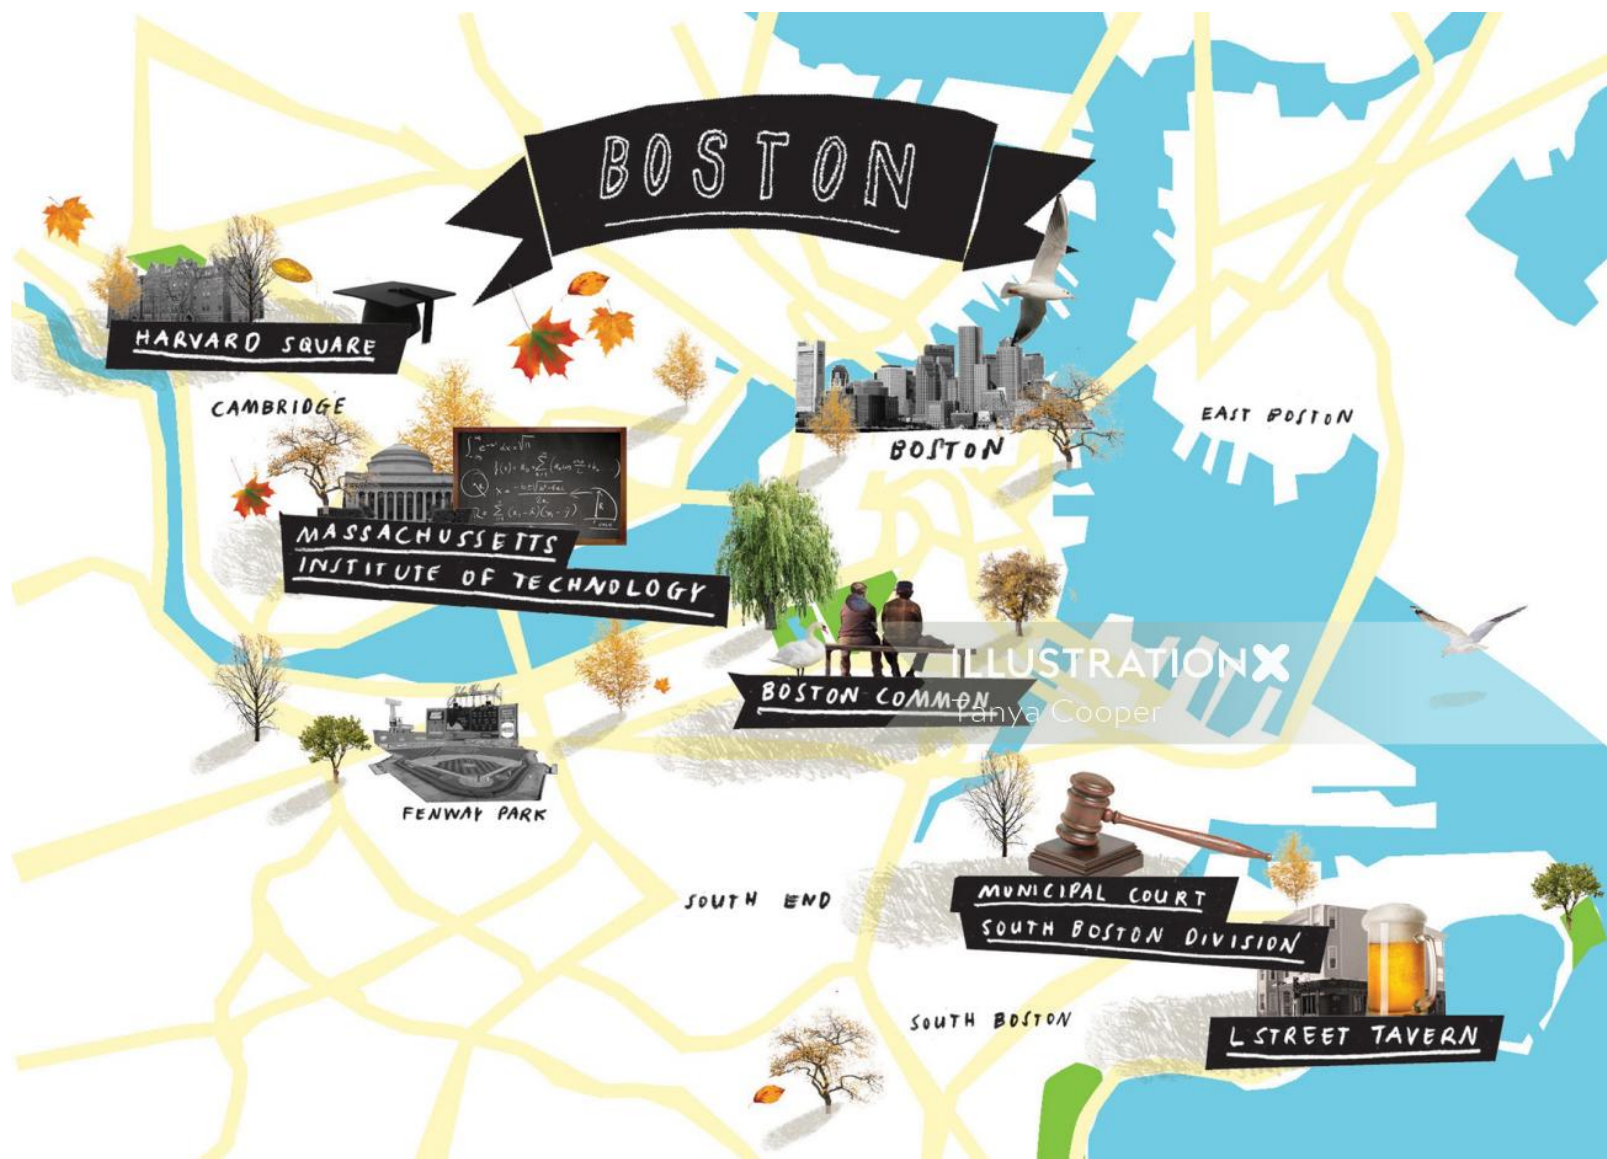 BOSTON
HARVARD SQUARE
CAMBRIDGE
EAST BOSTON
BOSTON
MASSACHUSSETTS
INSTITUTE OF TECHNOLOGY
ILLUSTRATIONX
BOSTON COMMON
Tanya Cooper
FENWAY PARK
SOUTH END
MUNICIPAL COURT
SOUTH BOSTON DIVISION
SOUTH BOSTON
L STREET TAVERN